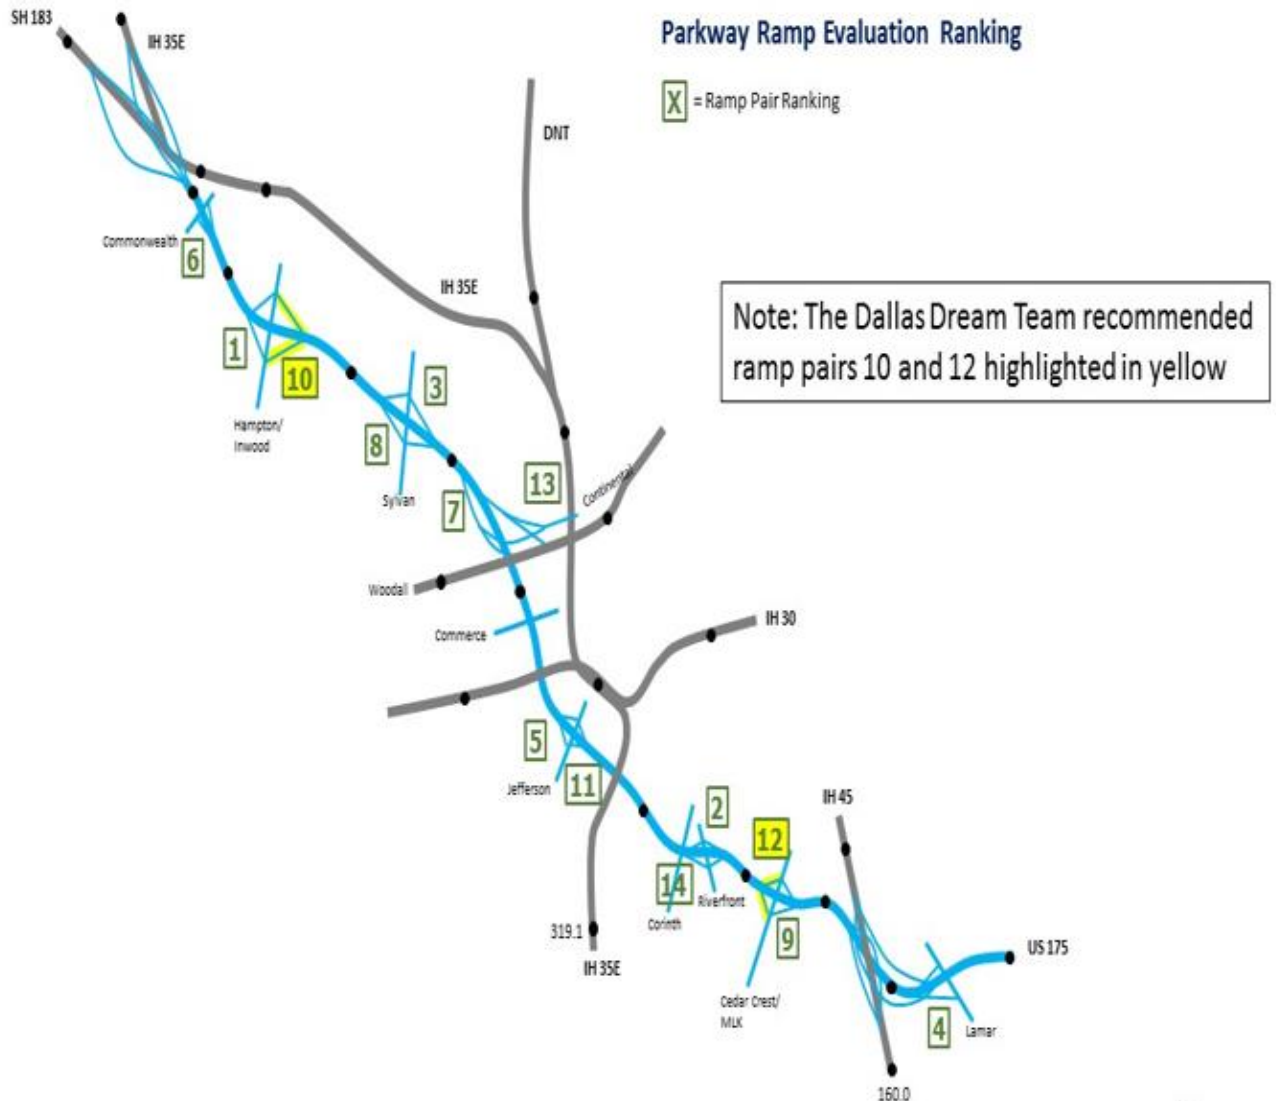 SH 183
IH 35E
Parkway Ramp Evaluation Ranking
X = Ramp Pair Ranking
DNT
Commonwealth
6
IH 35E
Note: The Dallas Dream Team recommended
ramp pairs 10 and 12 highlighted in yellow
1
10
3
Hampton/
Inwood
8
Sylvan
13
Continental
7
Woodall
Commerce
IH 30
5
Jefferson
11
IH 45
2
12
14
Riverfront
Corinth
9
319.1
IH 35E
US 175
Cedar Crest/
MLK
4
Lamar
160.0